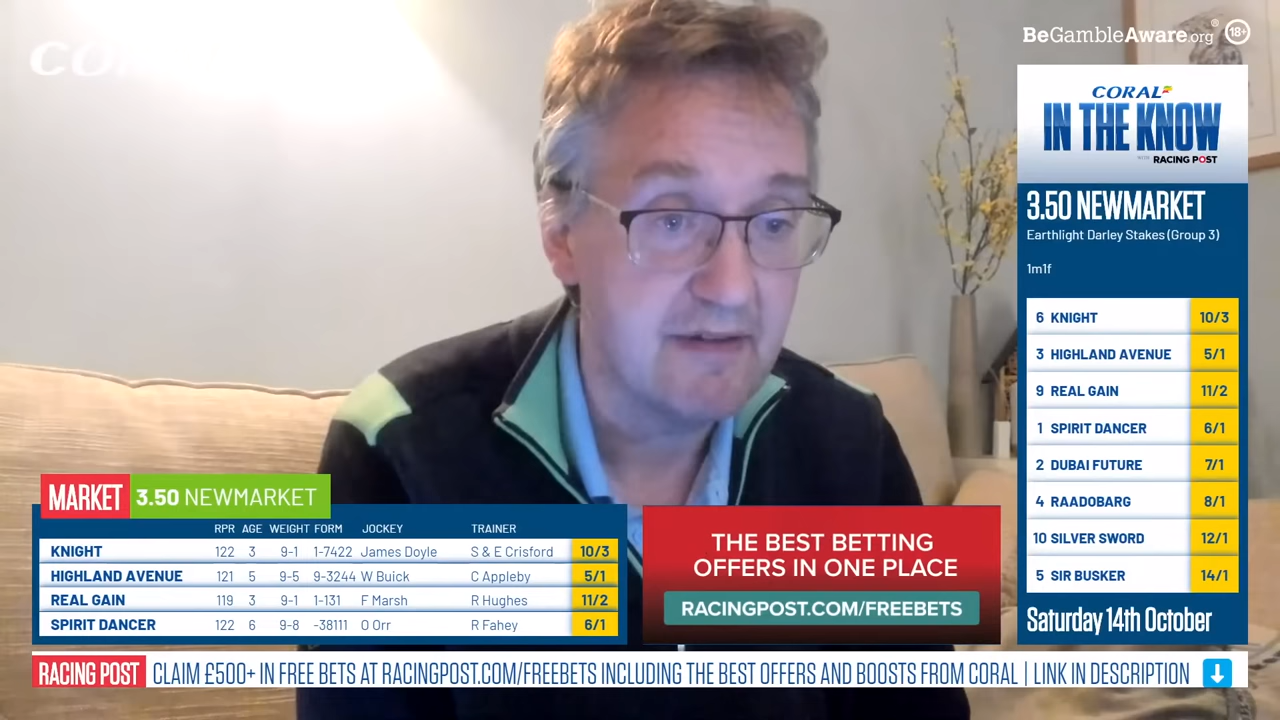 BeGambleAware.org® 18+
CORAL
IN THE KNOW
WITH RACING POST
3.50 NEWMARKET
Earthlight Darley Stakes (Group 3)
1m1f
6 KNIGHT 10/3
3 HIGHLAND AVENUE 5/1
9 REAL GAIN 11/2
1 SPIRIT DANCER 6/1
2 DUBAI FUTURE 7/1
4 RAADOBARG 8/1
10 SILVER SWORD 12/1
5 SIR BUSKER 14/1
Saturday 14th October
MARKET 3.50 NEWMARKET
RPR AGE WEIGHT FORM JOCKEY TRAINER
KNIGHT 122 3 9-1 1-7422 James Doyle S & E Crisford 10/3
HIGHLAND AVENUE 121 5 9-5 9-3244 W Buick C Appleby 5/1
REAL GAIN 119 3 9-1 1-131 F Marsh R Hughes 11/2
SPIRIT DANCER 122 6 9-8 -38111 O Orr R Fahey 6/1
THE BEST BETTING
OFFERS IN ONE PLACE
RACINGPOST.COM/FREEBETS
RACING POST CLAIM £500+ IN FREE BETS AT RACINGPOST.COM/FREEBETS INCLUDING THE BEST OFFERS AND BOOSTS FROM CORAL | LINK IN DESCRIPTION